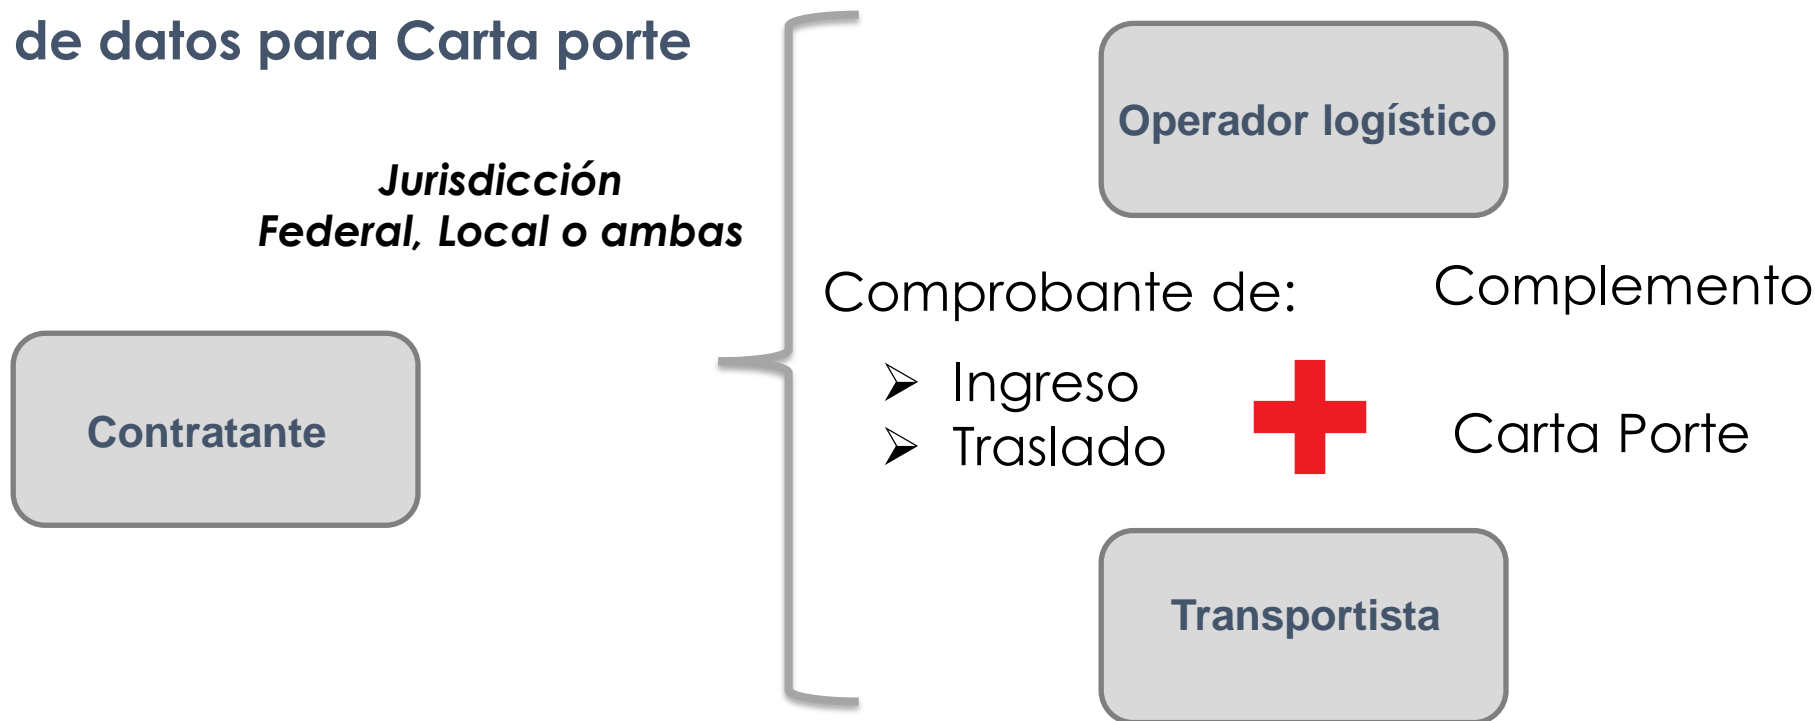 de datos para Carta porte
Jurisdicción
Federal, Local o ambas
Contratante
Operador logístico
Comprobante de:
Ingreso
Traslado
Complemento
Carta Porte
Transportista